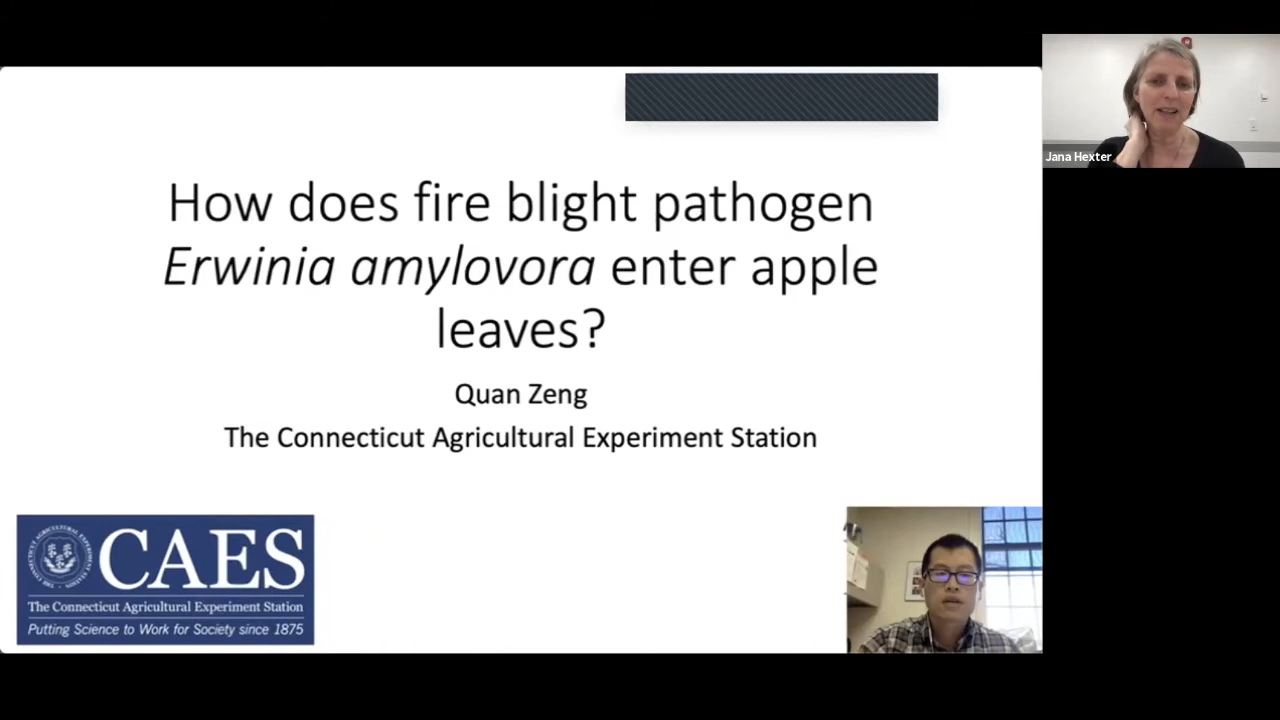 How does fire blight pathogen
Erwinia amylovora enter apple
leaves?
Quan Zeng
The Connecticut Agricultural Experiment Station
CAES
The Connecticut Agricultural Experiment Station
Putting Science to Work for Society since 1875
Jana Hexter